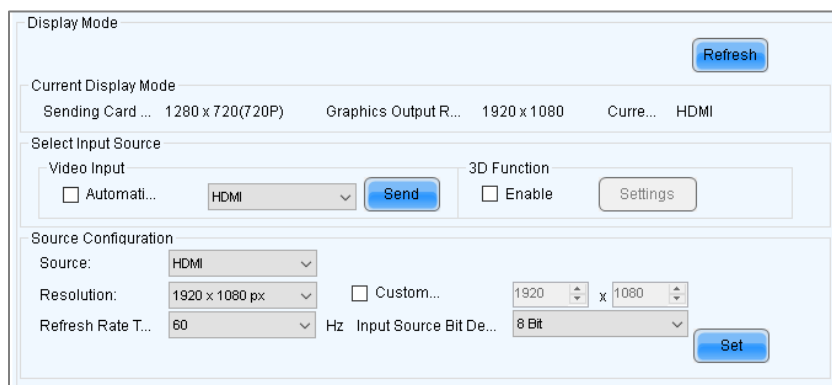 Display Mode
Refresh
Current Display Mode
Sending Card ... 1280 x 720(720P) Graphics Output R... 1920 x 1080 Curre... HDMI
Select Input Source
Video Input 3D Function
Automati... HDMI Send Enable Settings
Source Configuration
Source: HDMI
Resolution: 1920 x 1080 px Custom... 1920 x 1080
Refresh Rate T... 60 Hz Input Source Bit De... 8 Bit
Set